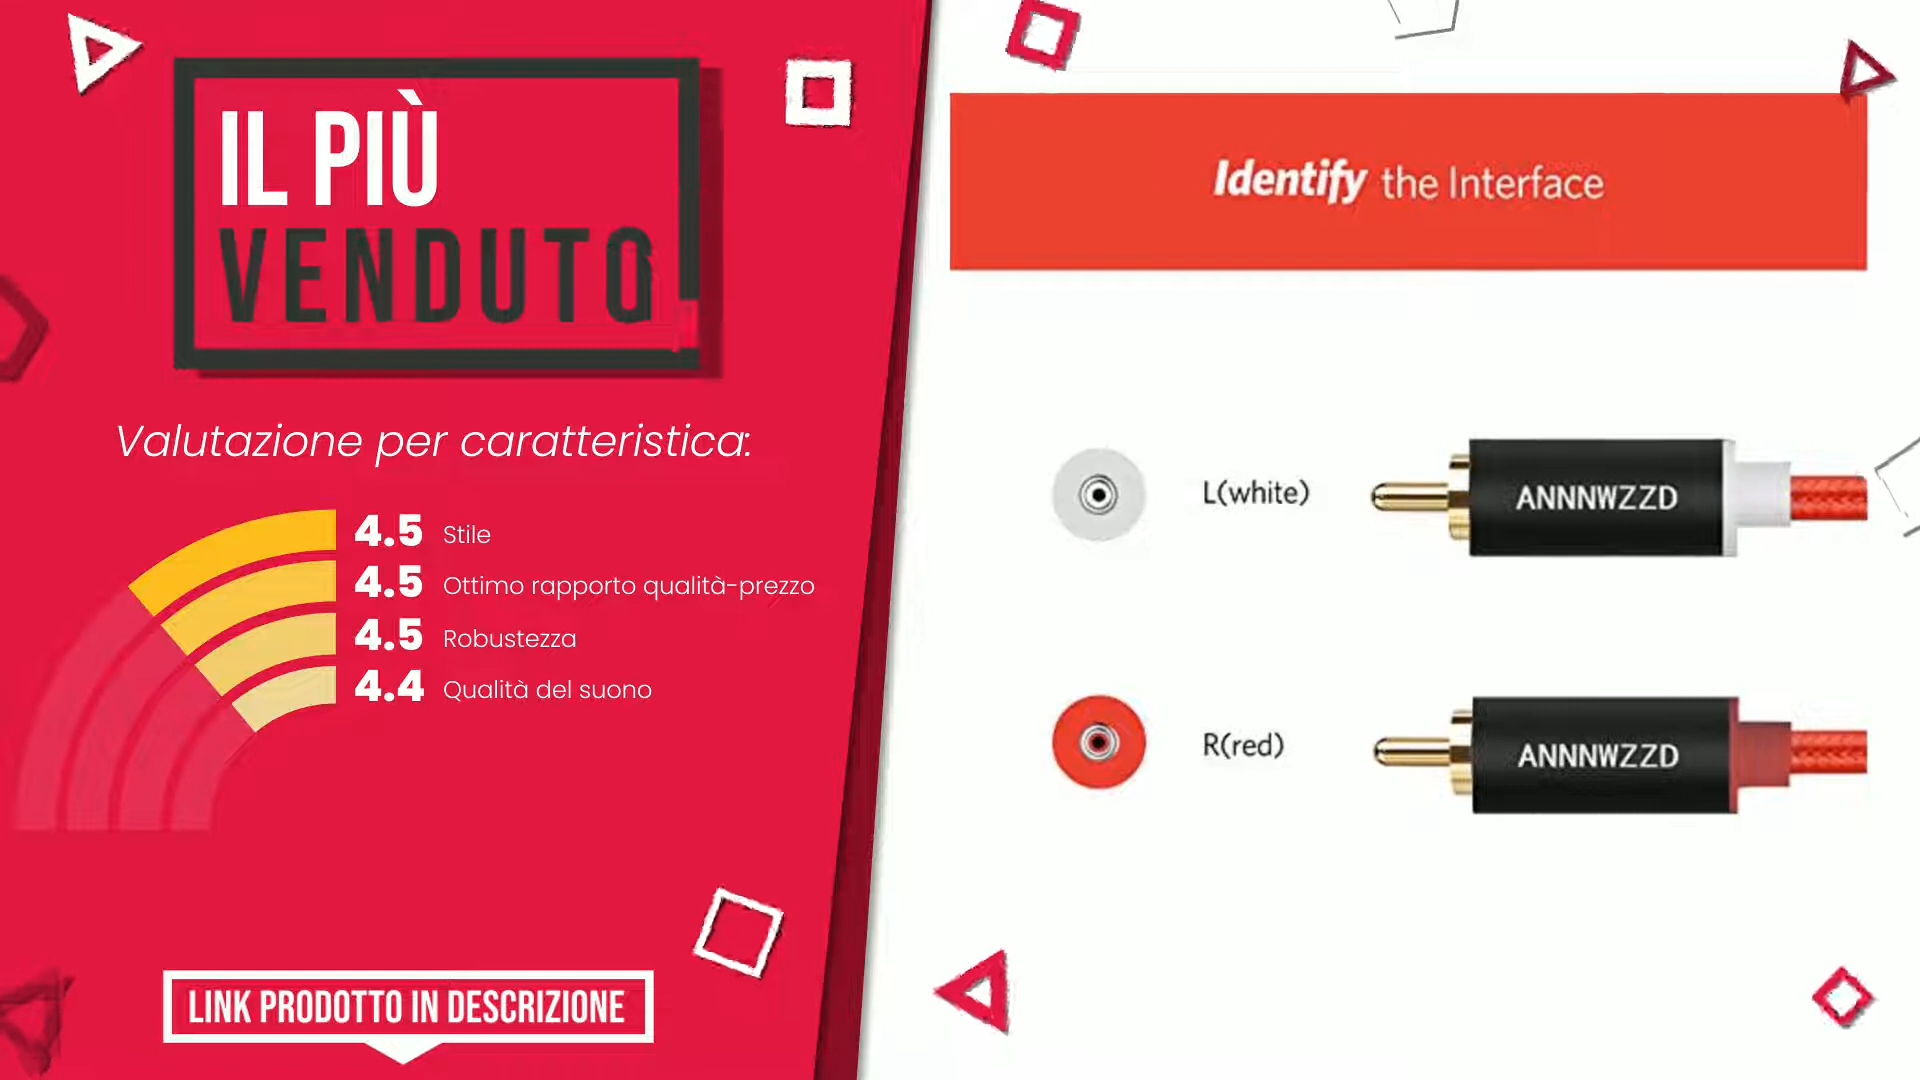 IL PIÙ
VENDUTO
Valutazione per caratteristica:
4.5 Stile
4.5 Ottimo rapporto qualità-prezzo
4.5 Robustezza
4.4 Qualità del suono
LINK PRODOTTO IN DESCRIZIONE
Identify the Interface
L(white)
ANNNWZZD
R(red)
ANNNWZZD